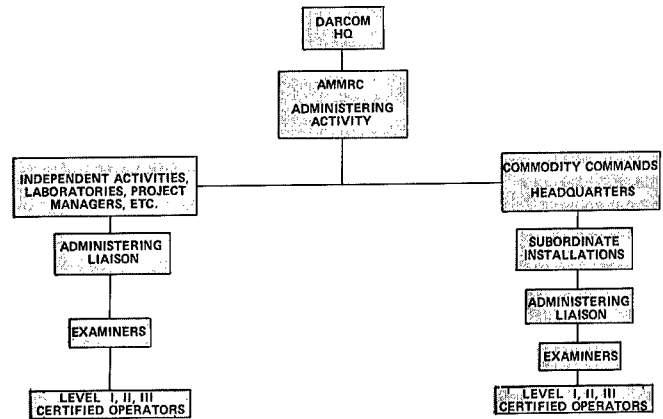 DARCOM
HQ
AMMRC
ADMINISTERING
ACTIVITY
INDEPENDENT ACTIVITIES,
LABORATORIES, PROJECT
MANAGERS, ETC.
ADMINISTERING
LIAISON
EXAMINERS
LEVEL I, II, III
CERTIFIED OPERATORS
COMMODITY COMMANDS
HEADQUARTERS
SUBORDINATE
INSTALLATIONS
ADMINISTERING
LIAISON
EXAMINERS
LEVEL I, II, III
CERTIFIED OPERATORS